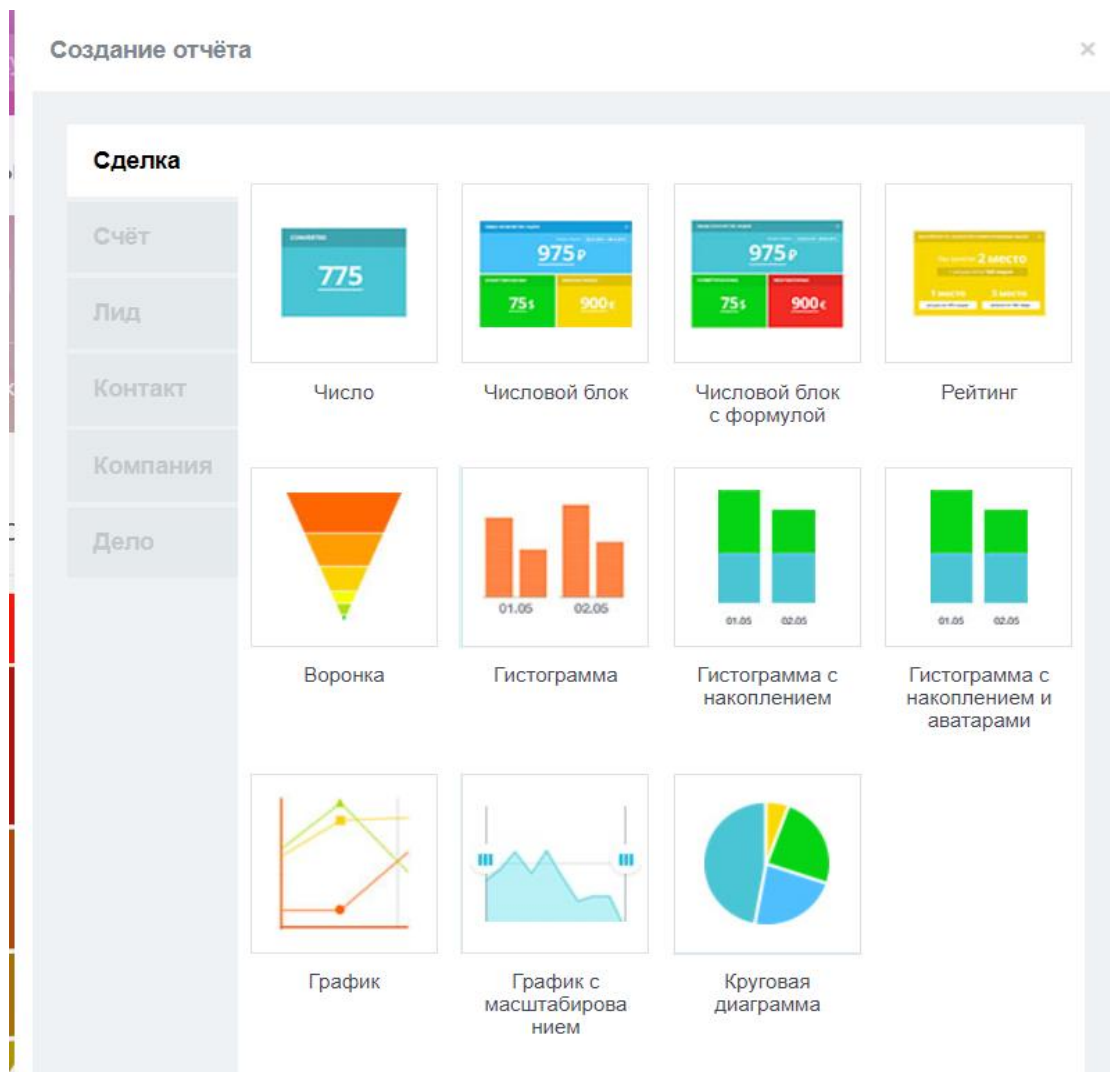 Создание отчёта
×
Сделка
Счёт
Лид
Контакт
Компания
Дело
775
Число
975 ₽
75 $
900 €
Числовой блок
975 ₽
75 $
900 €
Числовой блок
с формулой
2 место
1 место 3 место
Рейтинг
Воронка
01.05 02.05
Гистограмма
01.05 02.05
Гистограмма с
накоплением
01.05 02.05
Гистограмма с
накоплением и
аватарами
График
График с
масштабирова
нием
Круговая
диаграмма